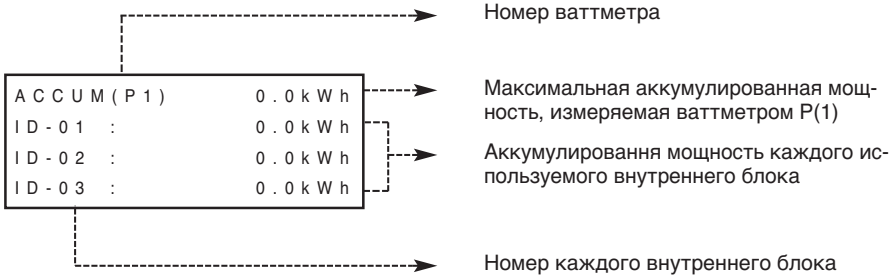 Номер ваттметра
ACCUM(P1) 0.0kWh
Максимальная аккумулированная мощ-
ность, измеряемая ваттметром P(1)
ID-01 : 0.0kWh
ID-02 : 0.0kWh
ID-03 : 0.0kWh
Аккумулировання мощность каждого ис-
пользуемого внутреннего блока
Номер каждого внутреннего блока